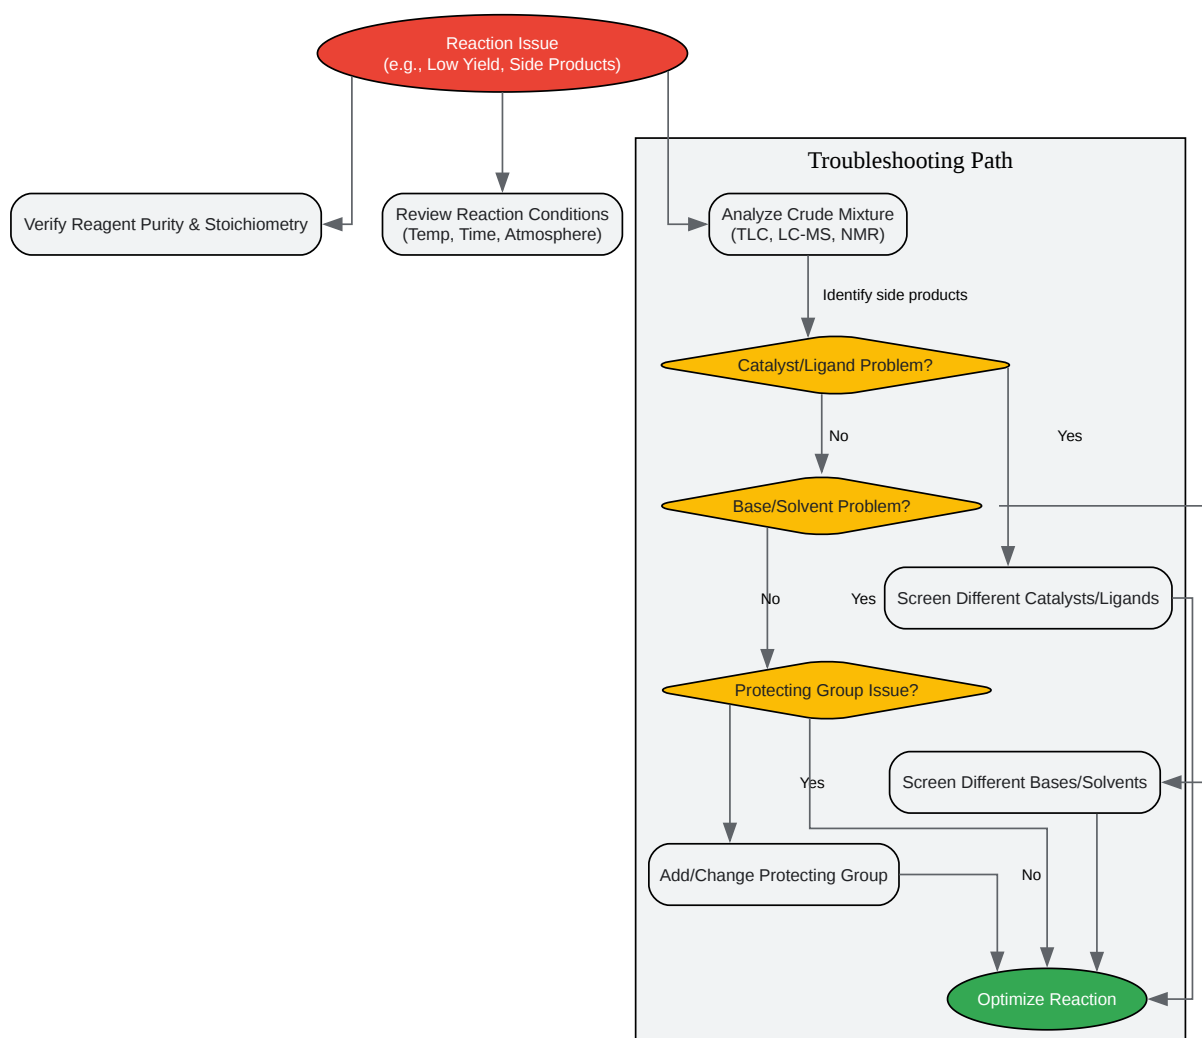 Reaction Issue
(e.g., Low Yield, Side Products)
Troubleshooting Path
Verify Reagent Purity & Stoichiometry
Review Reaction Conditions
(Temp, Time, Atmosphere)
Analyze Crude Mixture
(TLC, LC-MS, NMR)
Identify side products
Catalyst/Ligand Problem?
No
Yes
Base/Solvent Problem?
No
Yes
Screen Different Catalysts/Ligands
Protecting Group Issue?
Yes
Screen Different Bases/Solvents
Add/Change Protecting Group
No
Optimize Reaction